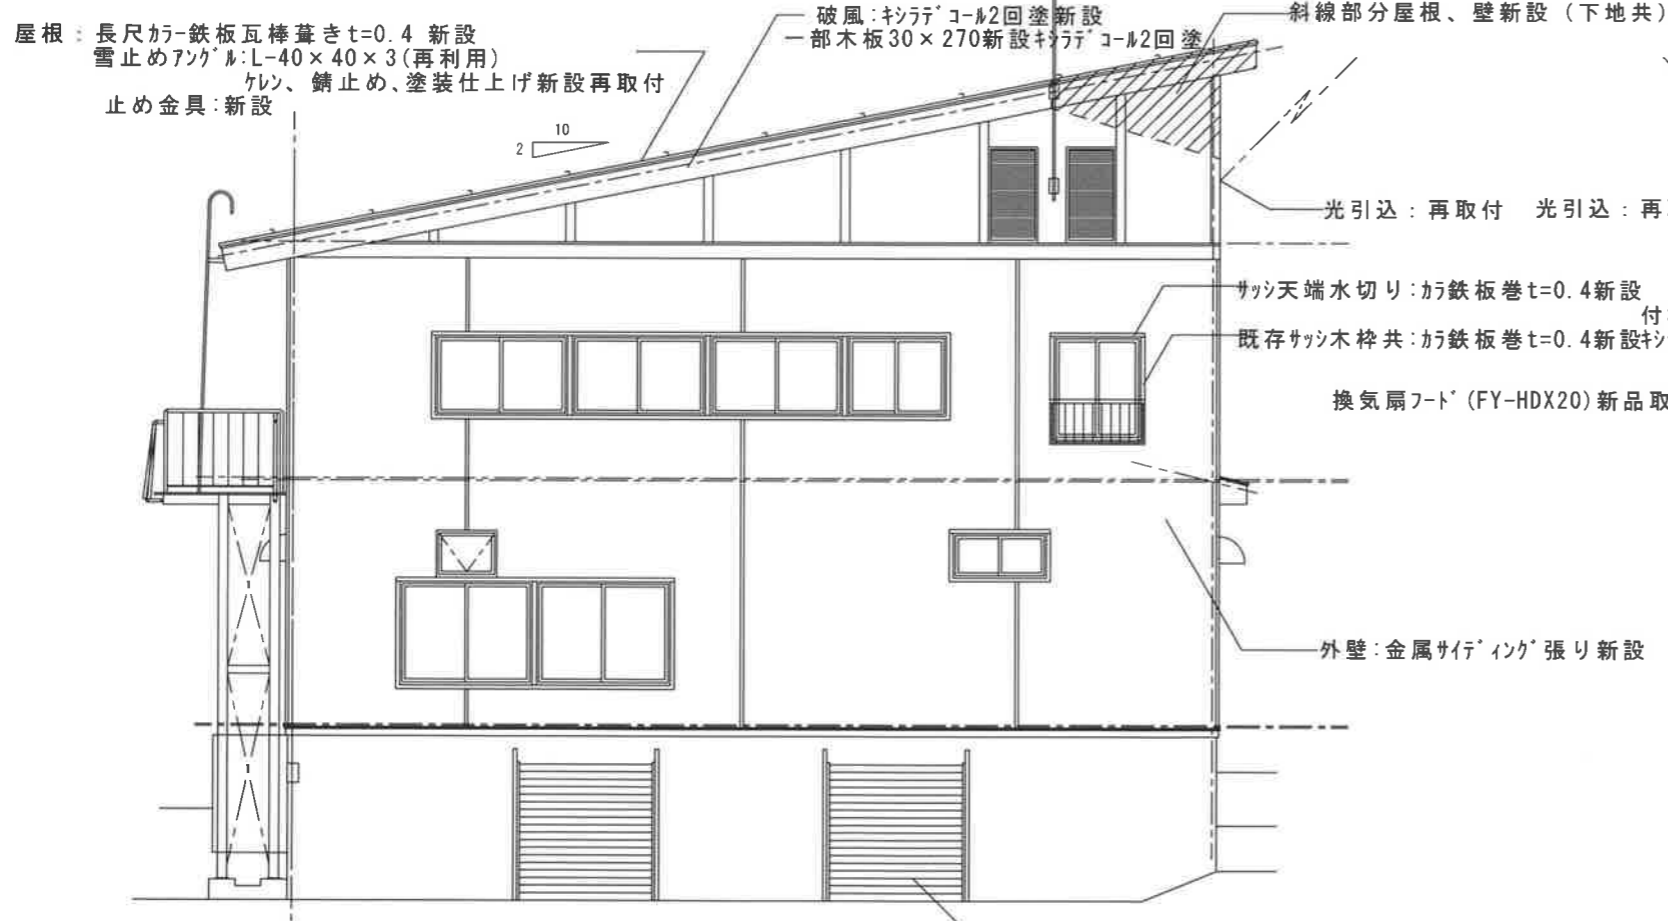 屋根：長尺ｶﾗｰ鉄板瓦棒葺きt=0.4 新設
雪止めｱﾝｸﾞﾙ:L-40×40×3(再利用)
ｹﾚﾝ、錆止め､塗装仕上げ新設再取付
止め金具:新設
破風:ｷｼﾗﾃﾞｺｰﾙ2回塗新設
一部木板30×270新設ｷｼﾗﾃﾞｺｰﾙ2回塗
斜線部分屋根、壁新設（下地共）
10
2
光引込：再取付 光引込：再
ｻｯｼ天端水切り:ｶﾗ鉄板巻t=0.4新設
付
既存ｻｯｼ木枠共:ｶﾗ鉄板巻t=0.4新設ｷｼ
換気扇ﾌｰﾄﾞ(FY-HDX20)新品取
外壁:金属ｻｲﾃﾞｨﾝｸﾞ張り新設